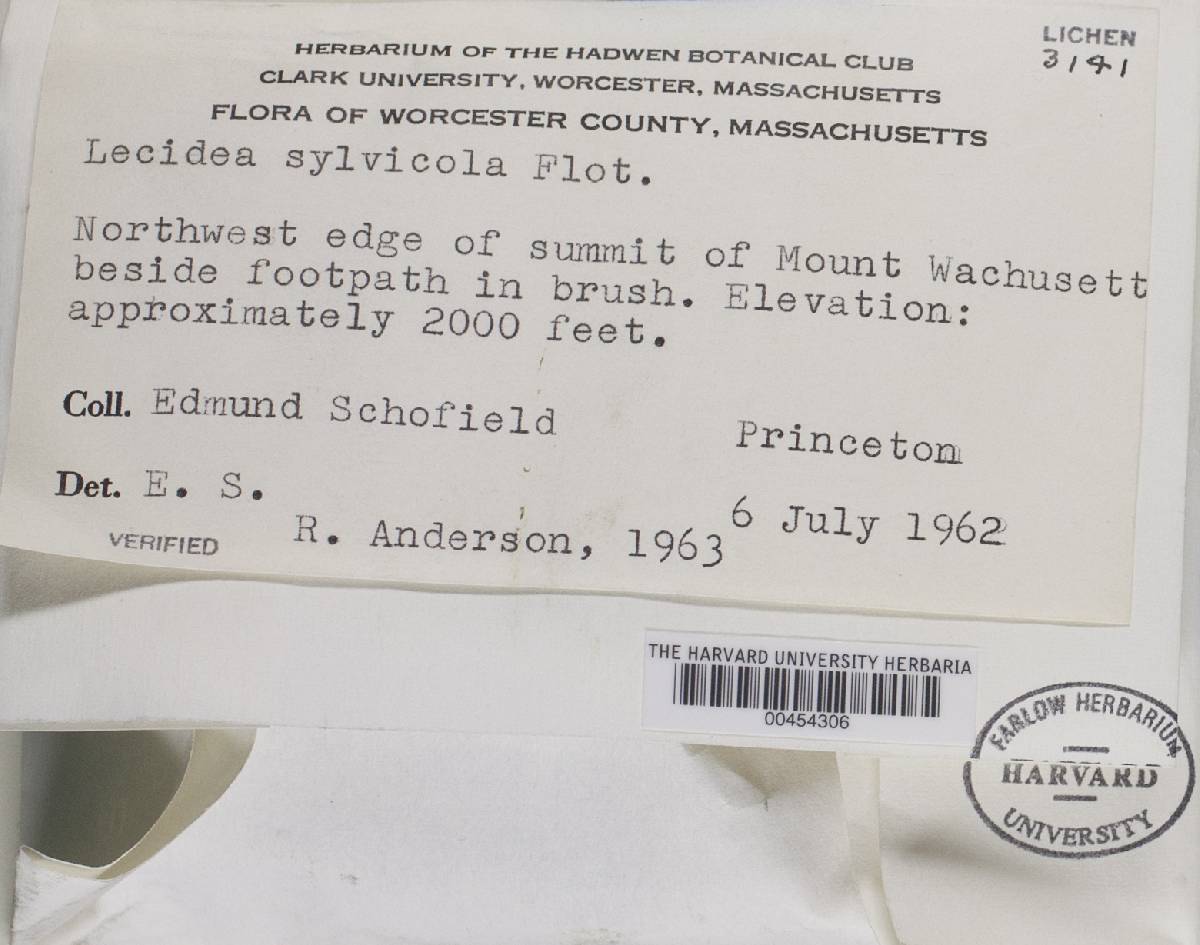 LICHEN
3141
HERBARIUM OF THE HADWEN BOTANICAL CLUB
CLARK UNIVERSITY, WORCESTER, MASSACHUSETTS
FLORA OF WORCESTER COUNTY, MASSACHUSETTS
Lecidea sylvicola Flot.
Northwest edge of summit of Mount Wachusett
beside footpath in brush. Elevation:
approximately 2000 feet.
Coll. Edmund Schofield
Princeton
Det. E. S.
6 July 1962
VERIFIED R. Anderson, 1963
THE HARVARD UNIVERSITY HERBARIA
00454306
FARLOW HERBARIUM
HARVARD
UNIVERSITY